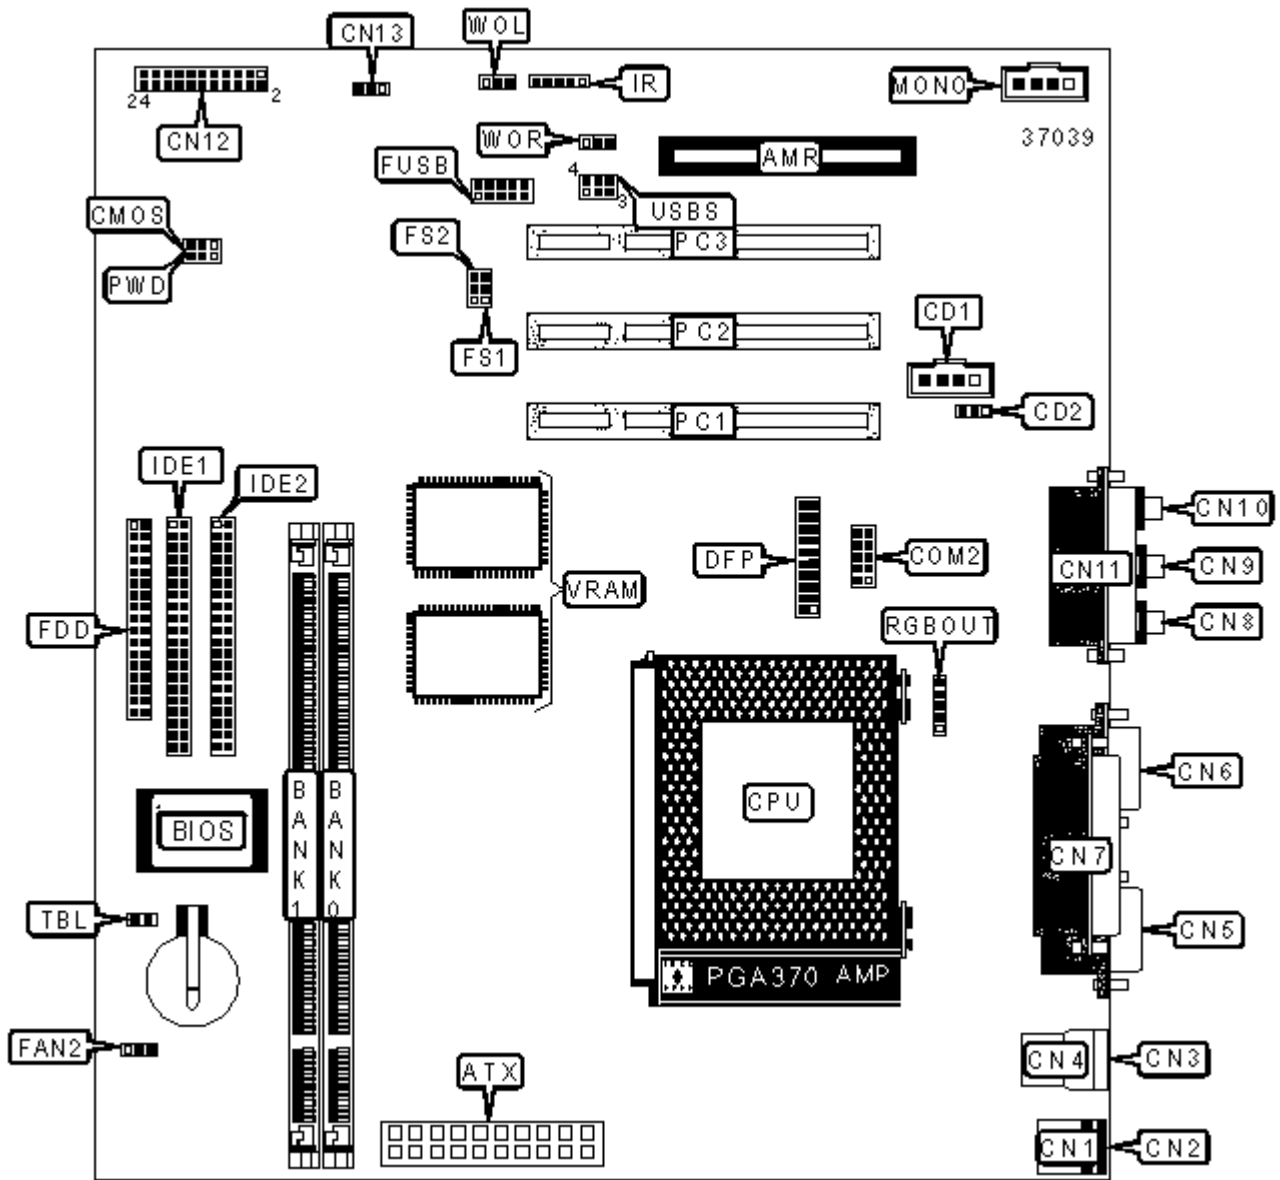 CN13
WOL
IR
MONO
24
2
CN12
WOR
37039
AMR
FUSB
4
3
USBS
CMOS
FS2
PC3
PWD
CD1
PC2
FS1
CD2
PC1
IDE1
IDE2
CN10
DFP
COM2
CN11
CN9
VRAM
FDD
RGBOUT
CN8
CN6
CPU
BANK1
BANK0
BIOS
CN7
TBL
CN5
PGA370 AMP
FAN2
ATX
CN4
CN3
CN1
CN2